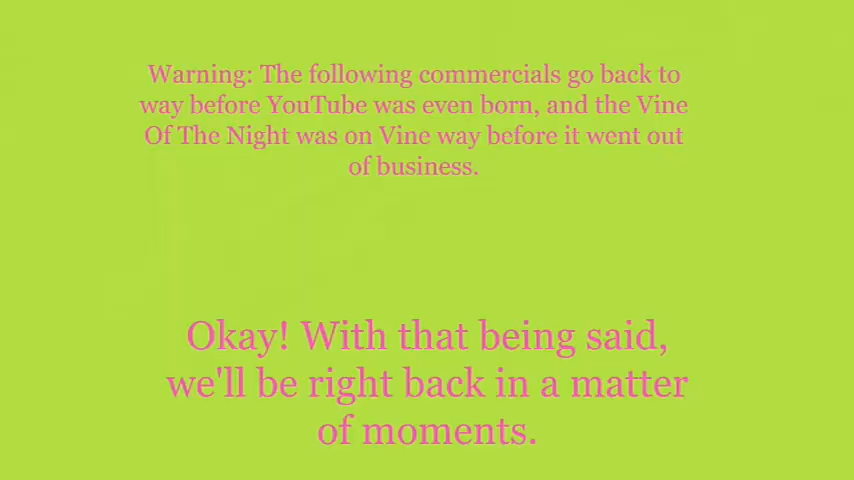 Warning: The following commercials go back to
way before YouTube was even born, and the Vine
Of The Night was on Vine way before it went out
of business.
Okay! With that being said,
we'll be right back in a matter
of moments.